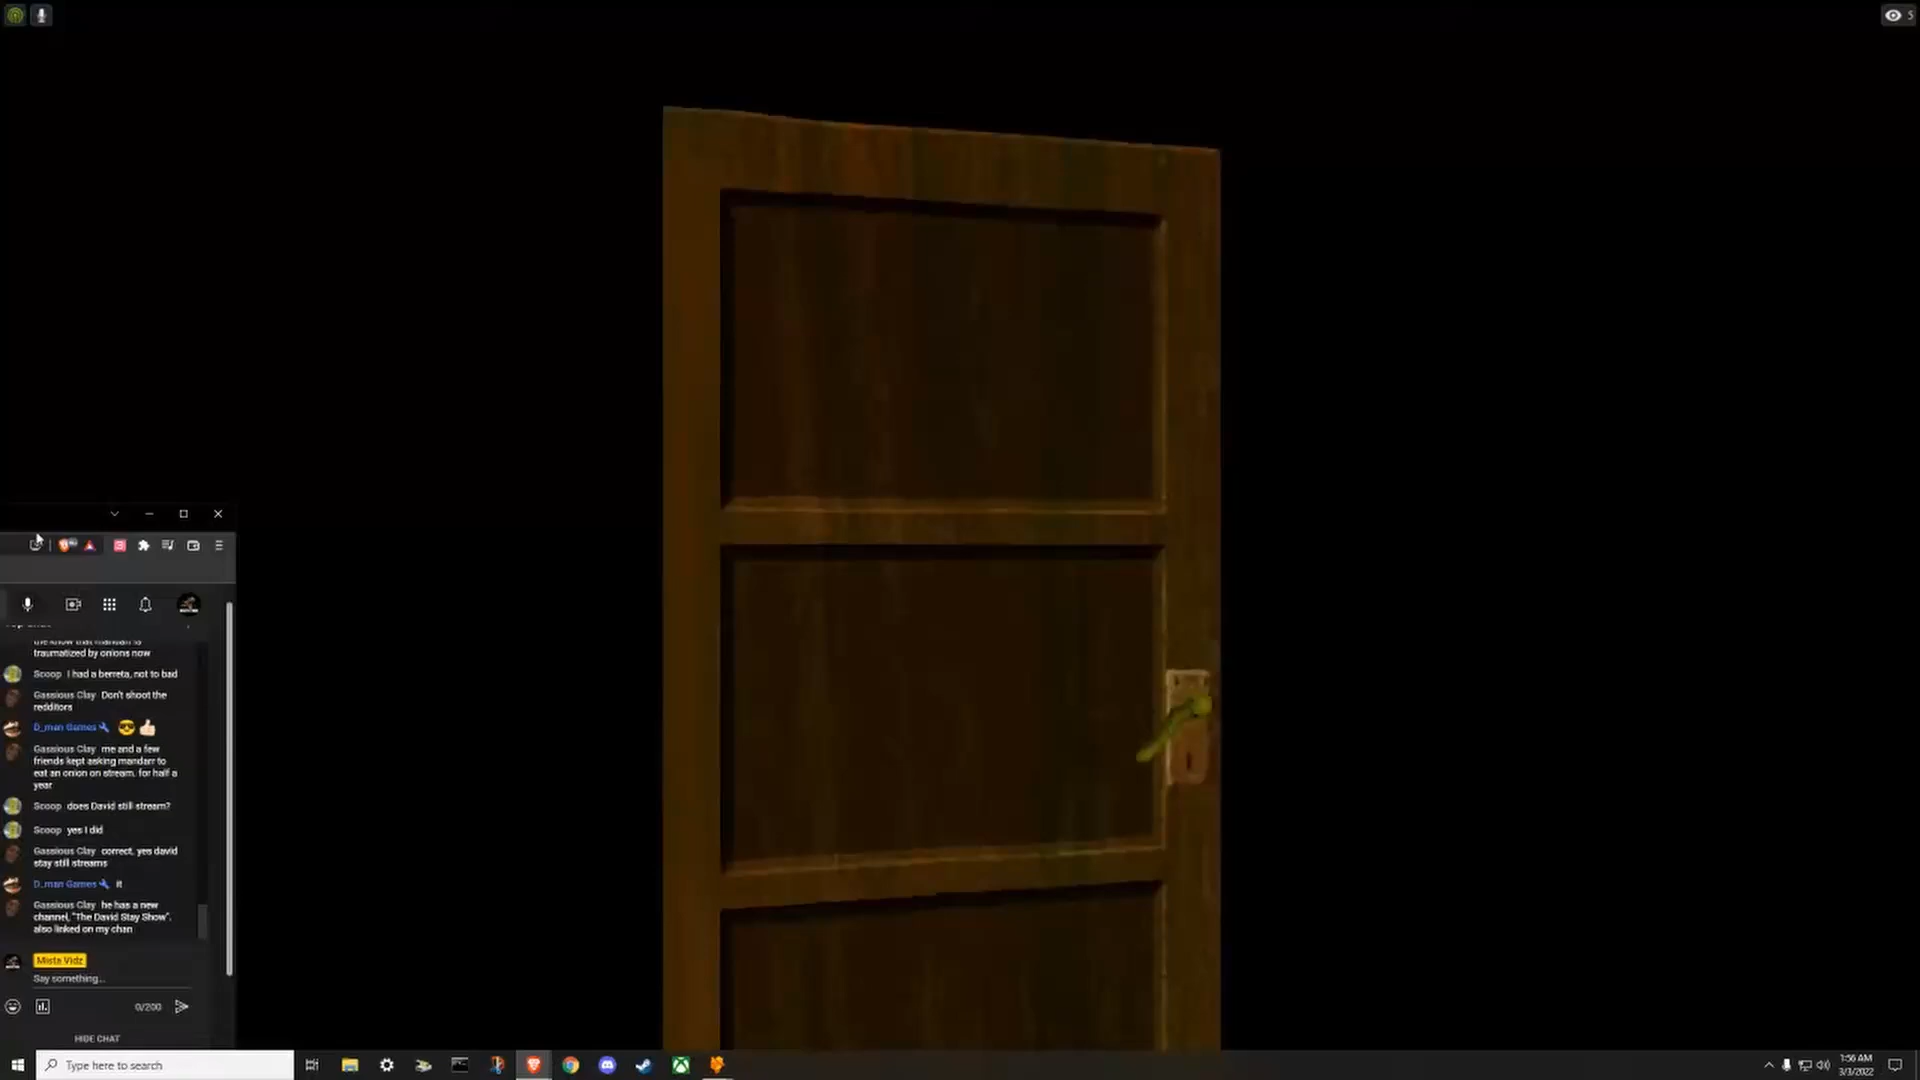 5
traumatized by onions now
Scoop I had a berreta, not to bad
Gassious Clay Don't shoot the
redditors
D_man Games
Gassious Clay me and a few
friends kept asking mandarr to
eat an onion on stream. for half a
year
Scoop does David still stream?
Scoop yes I did
Gassious Clay correct, yes david
stay still streams
D_man Games it
Gassious Clay he has a new
channel, "The David Stay Show".
also linked on my chan
Mista Vidz
Say something...
0/200
HIDE CHAT
Type here to search
1:56 AM
3/3/2022